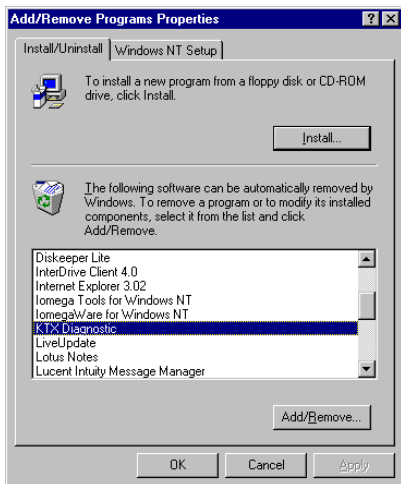 Add/Remove Programs Properties
Install/Uninstall
Windows NT Setup
To install a new program from a floppy disk or CD-ROM
drive, click Install.
Install...
The following software can be automatically removed by
Windows. To remove a program or to modify its installed
components, select it from the list and click
Add/Remove.
Diskeeper Lite
InterDrive Client 4.0
Internet Explorer 3.02
Iomega Tools for Windows NT
IomegaWare for Windows NT
KTX Diagnostic
LiveUpdate
Lotus Notes
Lucent Intuity Message Manager
Add/Remove...
OK
Cancel
Apply